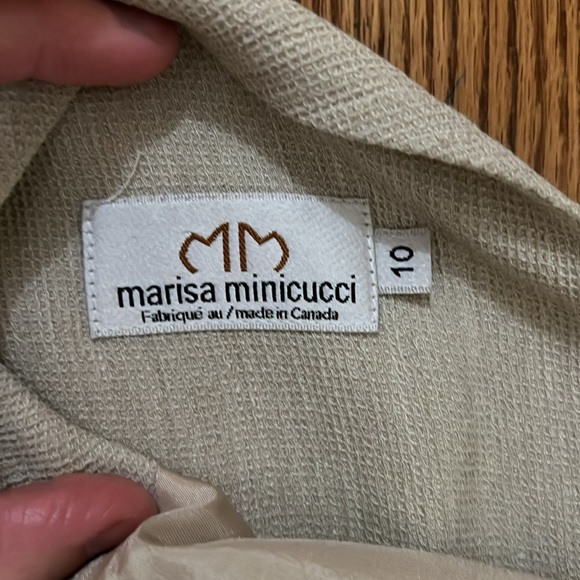 MM
marisa minicucci
Fabriqué au / made in Canada
10